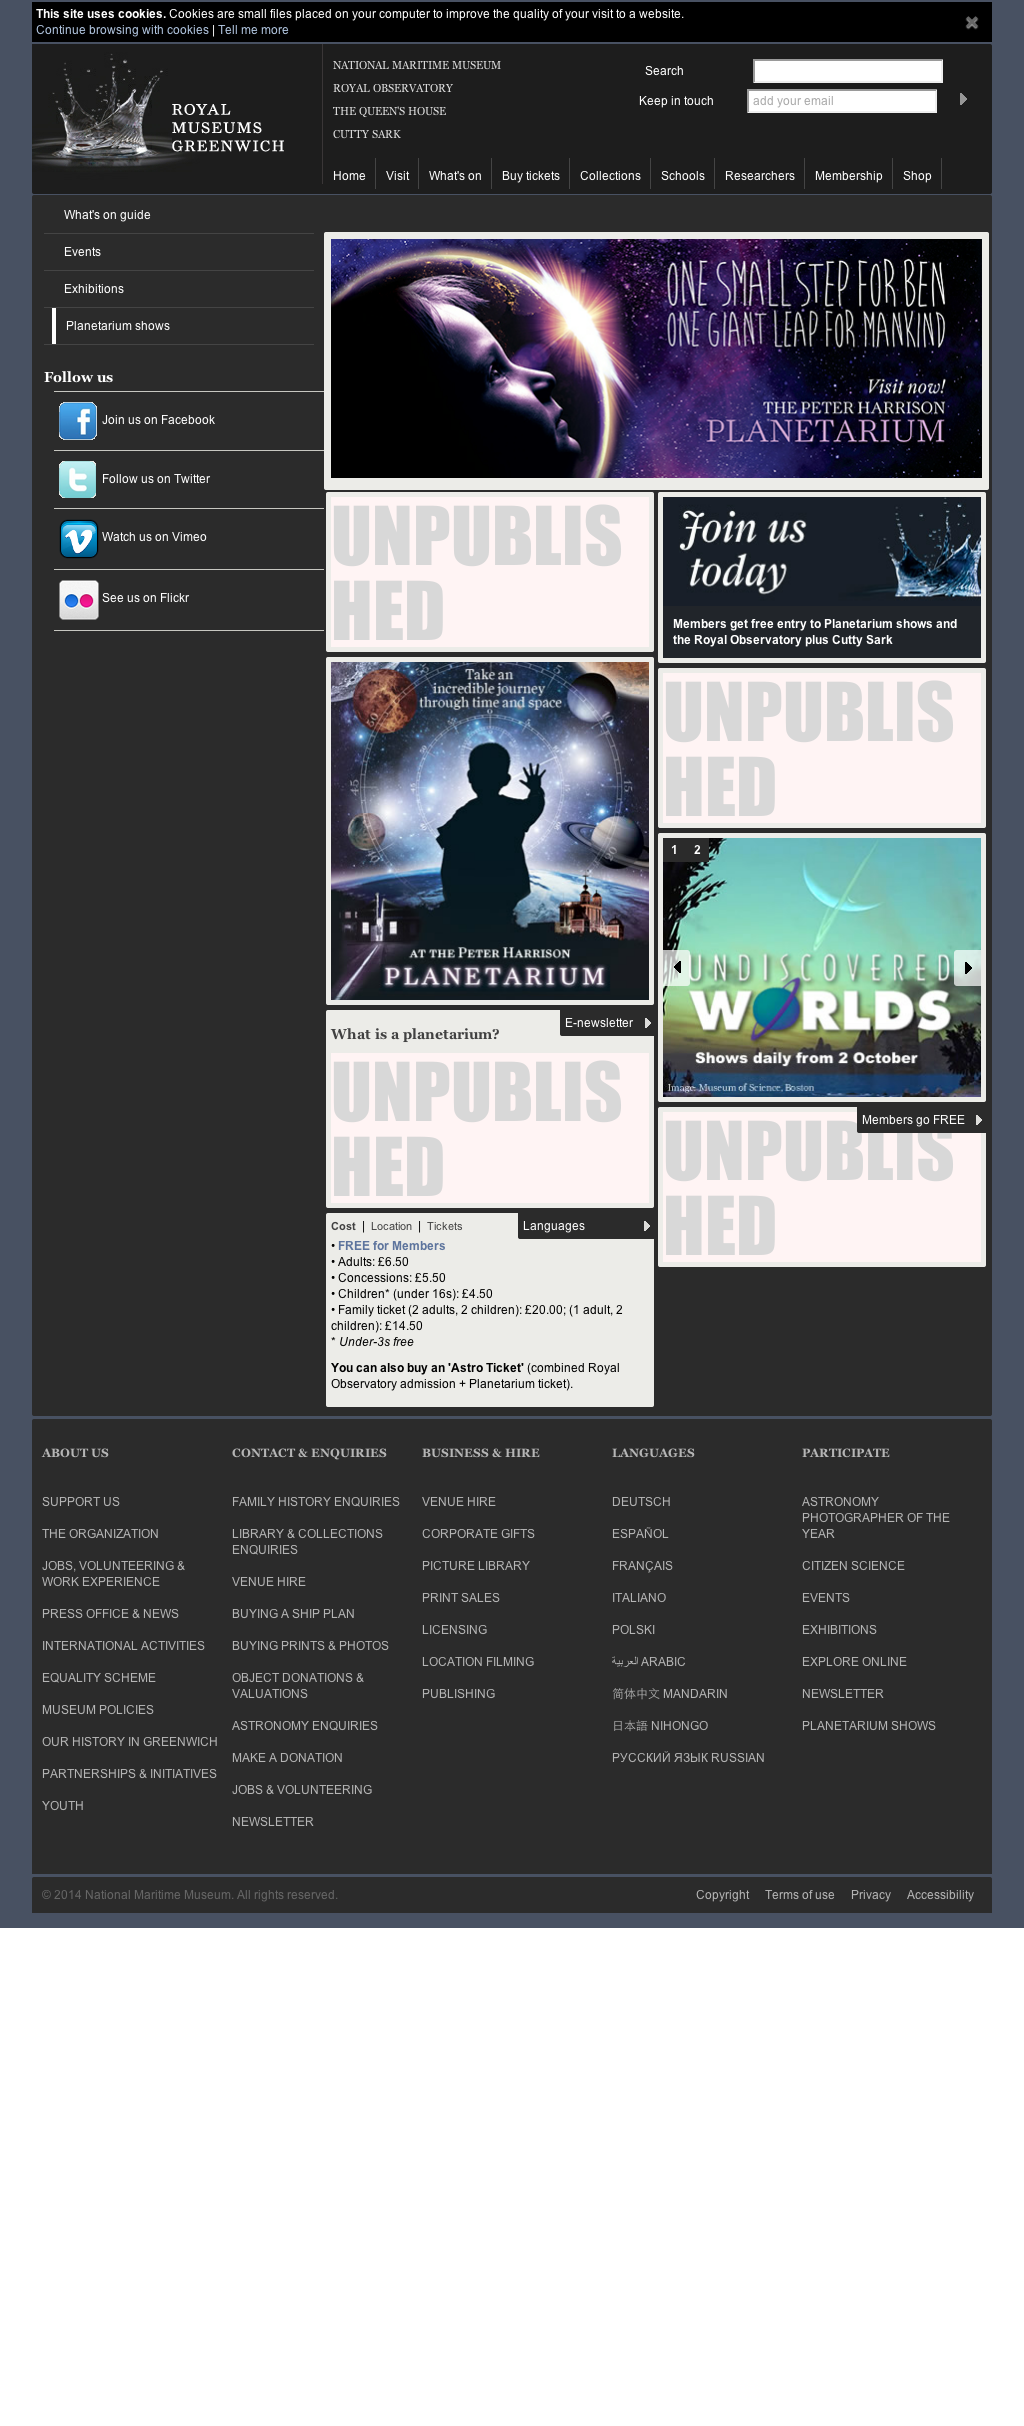 This site uses cookies. Cookies are small files placed on your computer to improve the quality of your visit to a website.
Continue browsing with cookies | Tell me more
ROYAL
MUSEUMS
GREENWICH
NATIONAL MARITIME MUSEUM
ROYAL OBSERVATORY
THE QUEEN'S HOUSE
CUTTY SARK
Search
Keep in touch add your email
Home Visit What's on Buy tickets Collections Schools Researchers Membership Shop
What's on guide
Events
Exhibitions
Planetarium shows
Follow us
Join us on Facebook
Follow us on Twitter
Watch us on Vimeo
See us on Flickr
ONE SMALL STEP FOR BEN
ONE GIANT LEAP FOR MANKIND
Visit now!
THE PETER HARRISON
PLANETARIUM
UNPUBLIS
HED
Take an
incredible journey
through time and space
AT THE PETER HARRISON
PLANETARIUM
E-newsletter
What is a planetarium?
UNPUBLIS
HED
Cost | Location | Tickets
Languages
• FREE for Members
• Adults: £6.50
• Concessions: £5.50
• Children* (under 16s): £4.50
• Family ticket (2 adults, 2 children): £20.00; (1 adult, 2
children): £14.50
* Under-3s free
You can also buy an 'Astro Ticket' (combined Royal
Observatory admission + Planetarium ticket).
Join us
today
Members get free entry to Planetarium shows and
the Royal Observatory plus Cutty Sark
UNPUBLIS
HED
1 2
UNDISCOVERED
WORLDS
Shows daily from 2 October
Image: Museum of Science, Boston
Members go FREE
UNPUBLIS
HED
ABOUT US
SUPPORT US
THE ORGANIZATION
JOBS, VOLUNTEERING &
WORK EXPERIENCE
PRESS OFFICE & NEWS
INTERNATIONAL ACTIVITIES
EQUALITY SCHEME
MUSEUM POLICIES
OUR HISTORY IN GREENWICH
PARTNERSHIPS & INITIATIVES
YOUTH
CONTACT & ENQUIRIES
FAMILY HISTORY ENQUIRIES
LIBRARY & COLLECTIONS
ENQUIRIES
VENUE HIRE
BUYING A SHIP PLAN
BUYING PRINTS & PHOTOS
OBJECT DONATIONS &
VALUATIONS
ASTRONOMY ENQUIRIES
MAKE A DONATION
JOBS & VOLUNTEERING
NEWSLETTER
BUSINESS & HIRE
VENUE HIRE
CORPORATE GIFTS
PICTURE LIBRARY
PRINT SALES
LICENSING
LOCATION FILMING
PUBLISHING
LANGUAGES
DEUTSCH
ESPAÑOL
FRANÇAIS
ITALIANO
POLSKI
العربية ARABIC
简体中文 MANDARIN
日本語 NIHONGO
РУССКИЙ ЯЗЫК RUSSIAN
PARTICIPATE
ASTRONOMY
PHOTOGRAPHER OF THE
YEAR
CITIZEN SCIENCE
EVENTS
EXHIBITIONS
EXPLORE ONLINE
NEWSLETTER
PLANETARIUM SHOWS
© 2014 National Maritime Museum. All rights reserved.
Copyright Terms of use Privacy Accessibility